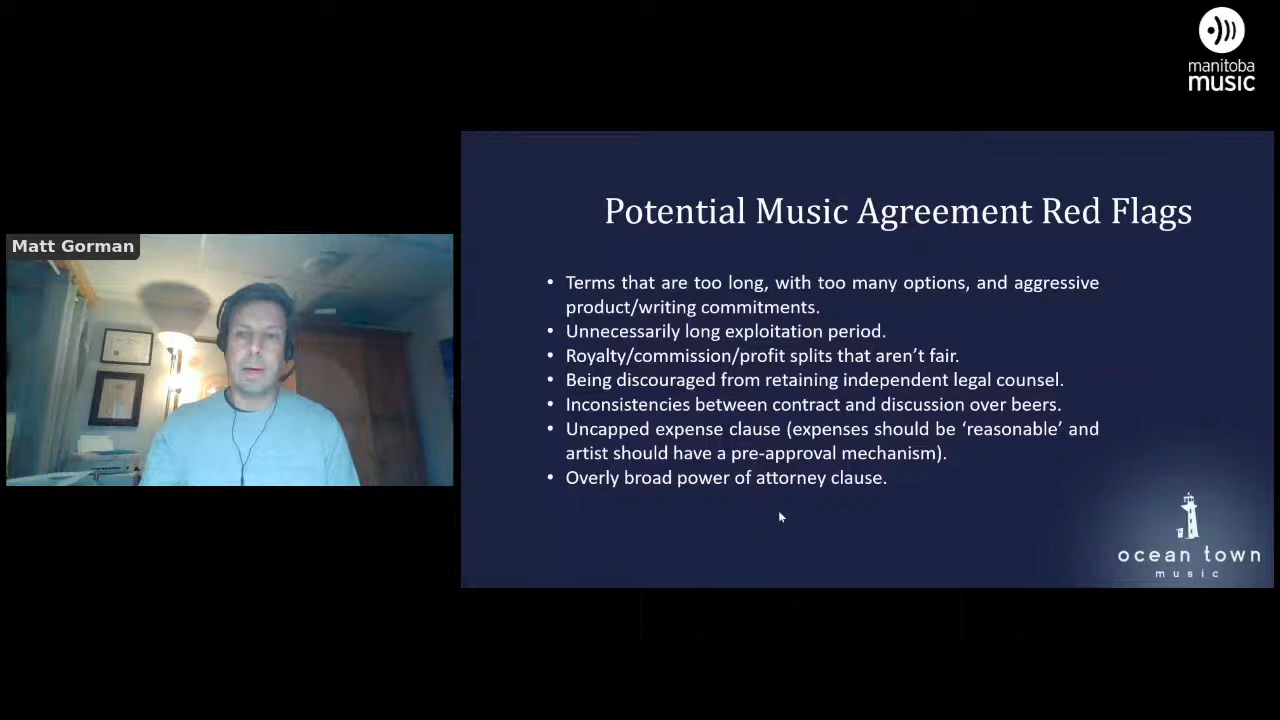 manitoba
music
Matt Gorman
Potential Music Agreement Red Flags
• Terms that are too long, with too many options, and aggressive
product/writing commitments.
• Unnecessarily long exploitation period.
• Royalty/commission/profit splits that aren’t fair.
• Being discouraged from retaining independent legal counsel.
• Inconsistencies between contract and discussion over beers.
• Uncapped expense clause (expenses should be ‘reasonable’ and
artist should have a pre-approval mechanism).
• Overly broad power of attorney clause.
ocean town
music